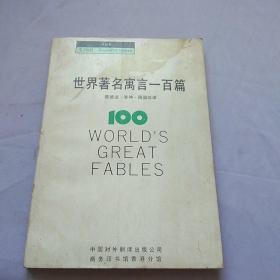 世界著名寓言一百篇
100
WORLD'S
GREAT
FABLES
中国对外翻译出版公司
商务印书馆香港分馆